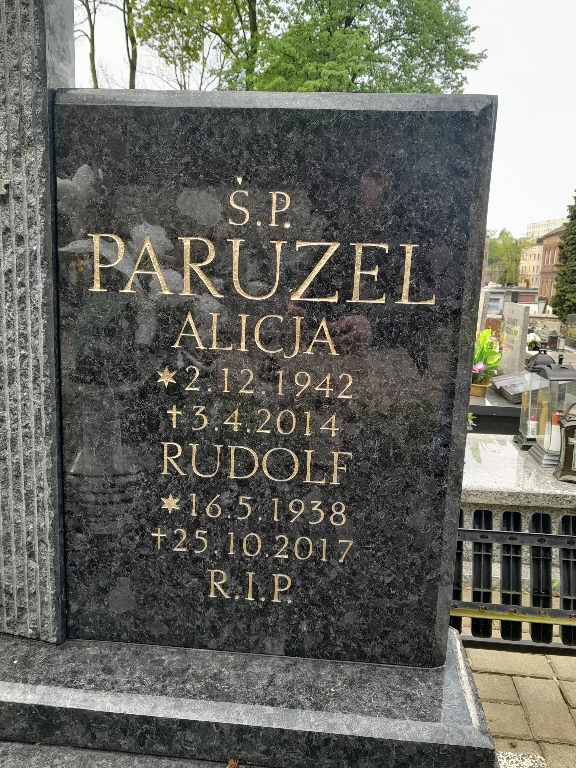 Ś.P.
PARUZEL
ALICJA
* 2.12.1942
† 3.4.2014
RUDOLF
* 16.5.1938
† 25.10.2017
R.I.P.